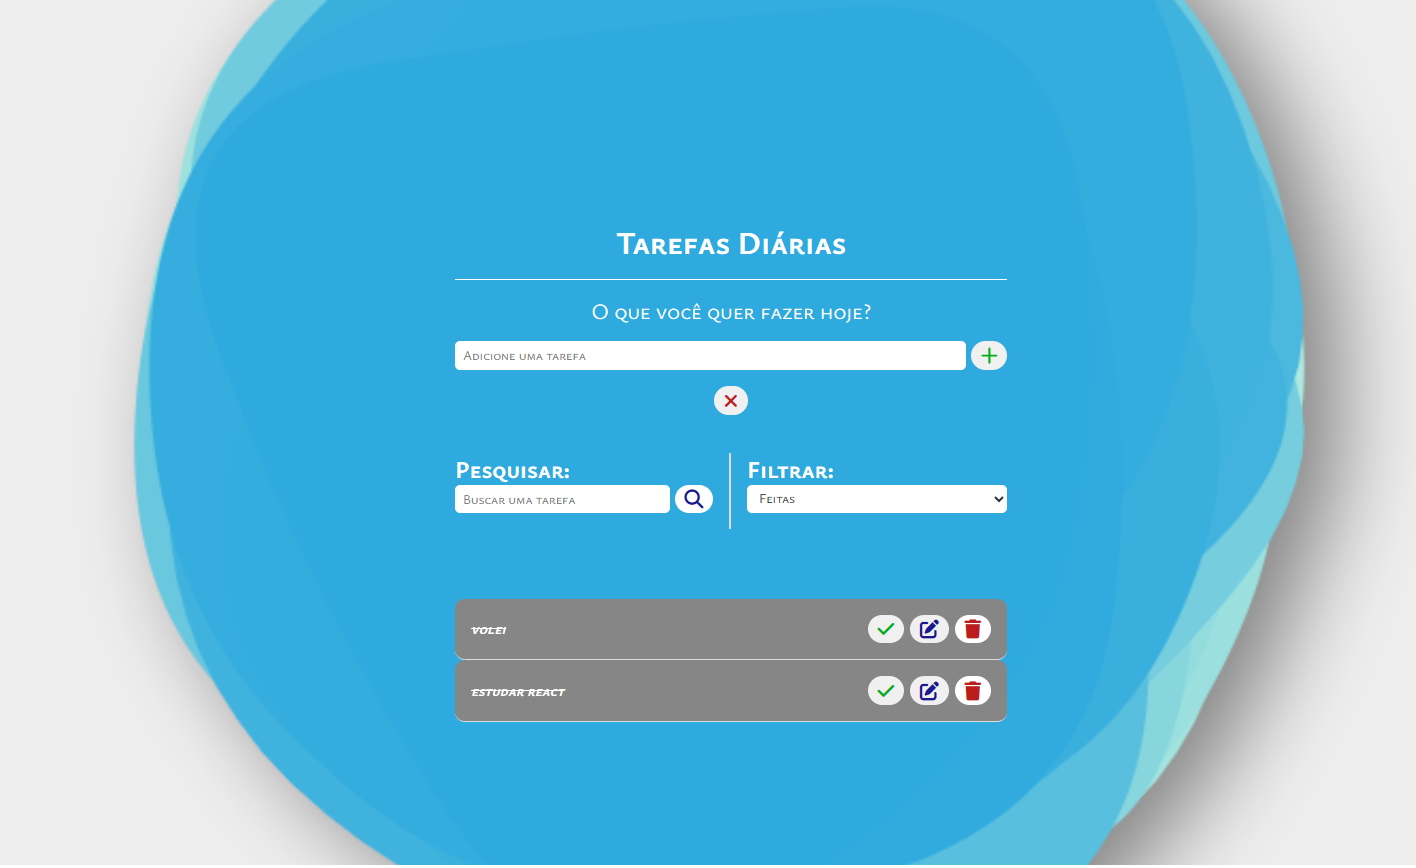 Tarefas Diárias
O que você quer fazer hoje?
Adicione uma tarefa
Pesquisar:
Filtrar:
Buscar uma tarefa
Feitas
volei
estudar react